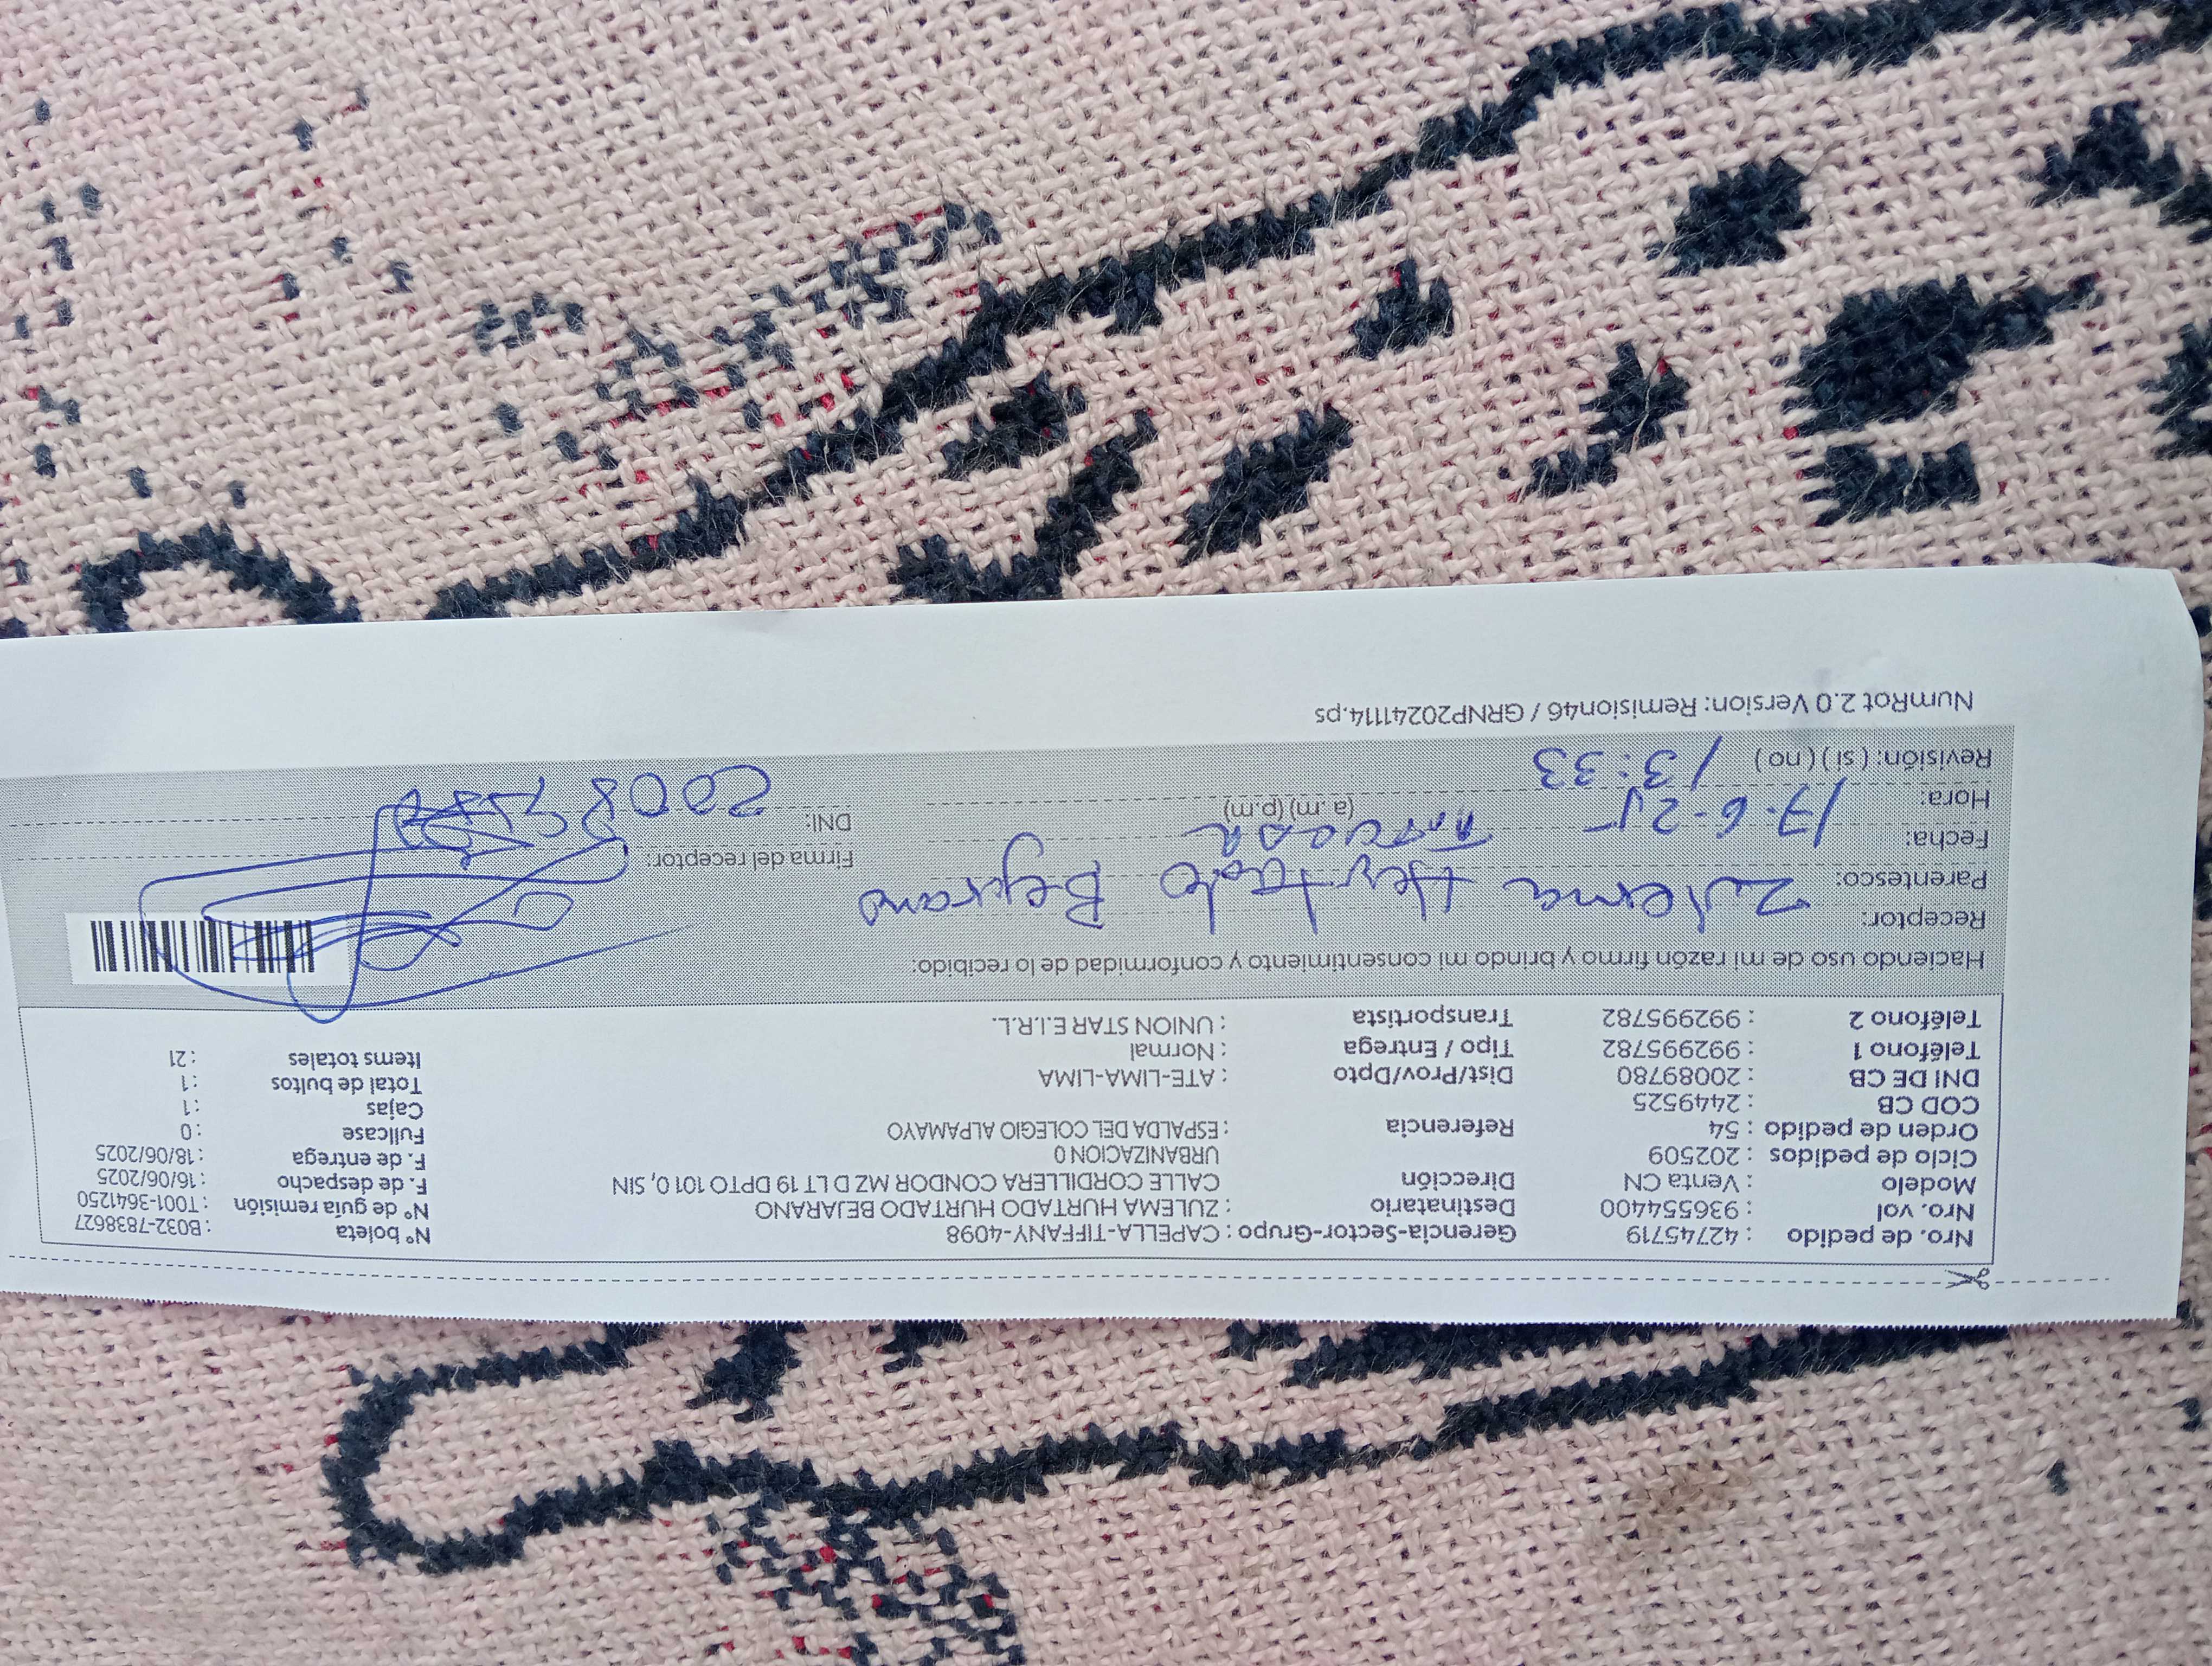 Nro. de pedido : 42745719 Gerencia-Sector-Grupo : CAPELLA-TIFFANY-4098 N° boleta : B032-7838627
Nro. vol : 936554400 Destinatario : ZULEMA HURTADO HURTADO BEJARANO N° de guía remisión : T001-3641250
Modelo : Venta CN Dirección CALLE CORDILLERA CONDOR MZ D LT 19 DPTO 1010, SIN F. de despacho : 16/06/2025
Ciclo de pedidos : 202509 URBANIZACION 0 F. de entrega : 18/06/2025
Orden de pedido : 54 Referencia : ESPALDA DEL COLEGIO ALPAMAYO Fullcase : 0
COD CB : 2449525 Cajas : 1
DNI DE CB : 20089780 Dist/Prov/Dpto : ATE-LIMA-LIMA Total de bultos : 1
Teléfono 1 : 992995782 Tipo / Entrega : Normal Items totales : 21
Teléfono 2 : 992995782 Transportista : UNION STAR E.I.R.L.
Haciendo uso de mi razón firmo y brindo mi consentimiento y conformidad de lo recibido:
Receptor: Zulema Hurtado Bejarano
Parentesco:
Fecha: 17-6-25 Firma del receptor:
Hora: (a.m) (p.m) DNI:
Revisión: ( si ) ( no ) 13:33
NumRot 2.0 Version: Remision46 / GRNP20241114.ps